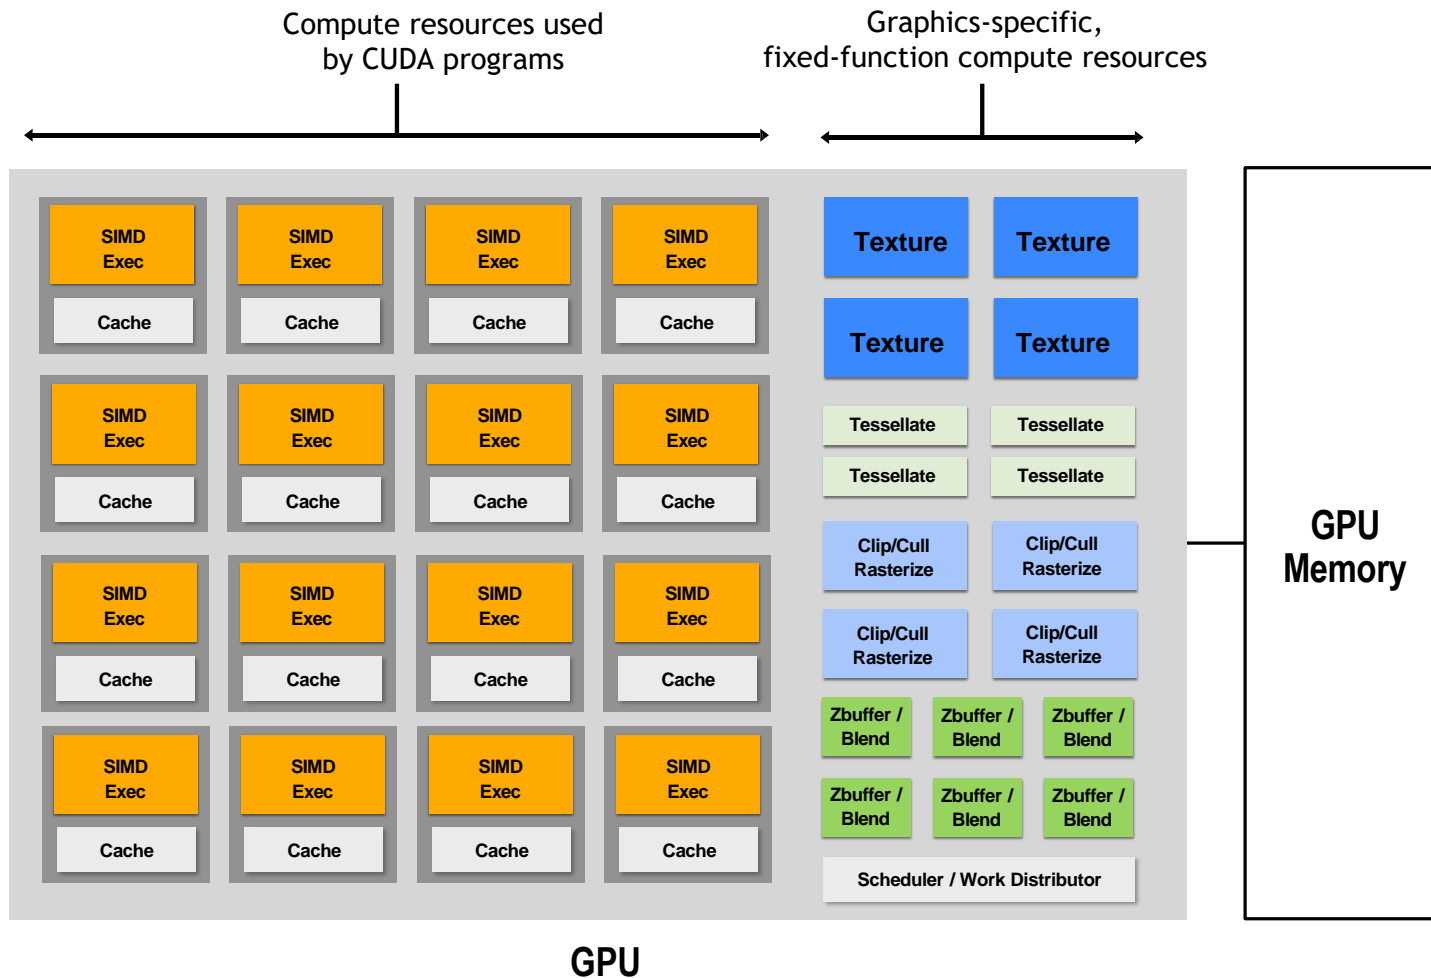 Compute resources used
by CUDA programs
Graphics-specific,
fixed-function compute resources
SIMD
Exec
SIMD
Exec
SIMD
Exec
SIMD
Exec
Cache
Cache
Cache
Cache
SIMD
Exec
SIMD
Exec
SIMD
Exec
SIMD
Exec
Cache
Cache
Cache
Cache
SIMD
Exec
SIMD
Exec
SIMD
Exec
SIMD
Exec
Cache
Cache
Cache
Cache
SIMD
Exec
SIMD
Exec
SIMD
Exec
SIMD
Exec
Cache
Cache
Cache
Cache
Texture
Texture
Texture
Texture
Tessellate
Tessellate
Tessellate
Tessellate
Clip/Cull
Rasterize
Clip/Cull
Rasterize
Clip/Cull
Rasterize
Clip/Cull
Rasterize
Zbuffer /
Blend
Zbuffer /
Blend
Zbuffer /
Blend
Zbuffer /
Blend
Zbuffer /
Blend
Zbuffer /
Blend
Scheduler / Work Distributor
GPU
Memory
GPU